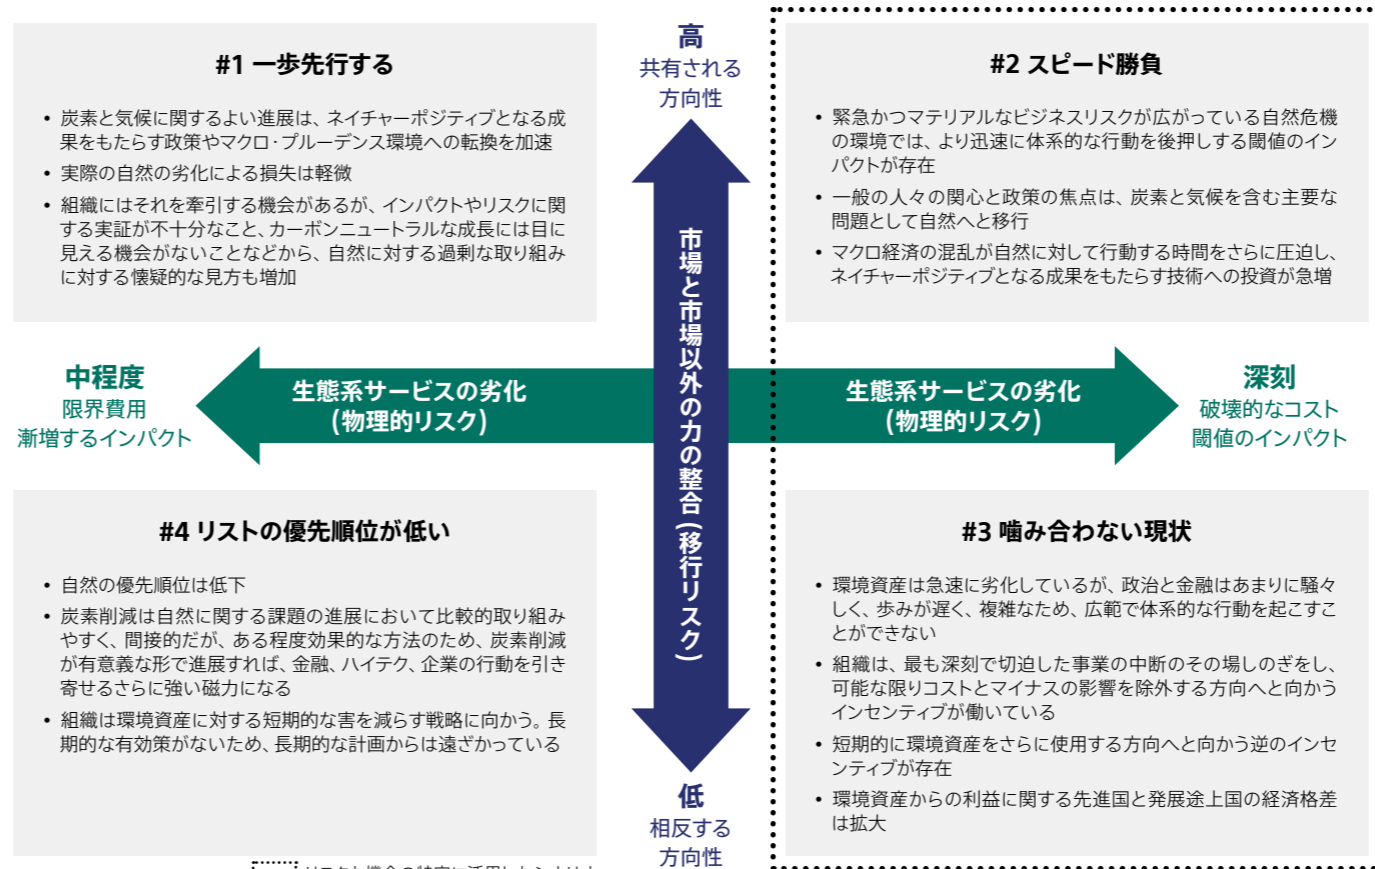 #1 一歩先行する
• 炭素と気候に関するよい進展は、ネイチャーポジティブとなる成
果をもたらす政策やマクロ・プルーデンス環境への転換を加速
• 実際の自然の劣化による損失は軽微
• 組織にはそれを牽引する機会があるが、インパクトやリスクに関
する実証が不十分なこと、カーボンニュートラルな成長には目に
見える機会がないことなどから、自然に対する過剰な取り組み
に対する懐疑的な見方も増加
高
共有される
方向性
#2 スピード勝負
• 緊急かつマテリアルなビジネスリスクが広がっている自然危機
の環境では、より迅速に体系的な行動を後押しする閾値のイン
パクトが存在
• 一般の人々の関心と政策の焦点は、炭素と気候を含む主要な
問題として自然へと移行
• マクロ経済の混乱が自然に対して行動する時間をさらに圧迫し、
ネイチャーポジティブとなる成果をもたらす技術への投資が急増
中程度
限界費用
漸増するインパクト
生態系サービスの劣化
(物理的リスク)
市場と市場以外の力の整合(移行リスク)
生態系サービスの劣化
(物理的リスク)
深刻
破壊的なコスト
閾値のインパクト
#4 リストの優先順位が低い
• 自然の優先順位は低下
• 炭素削減は自然に関する課題の進展において比較的取り組み
やすく、間接的だが、ある程度効果的な方法のため、炭素削減
が有意義な形で進展すれば、金融、ハイテク、企業の行動を引き
寄せるさらに強い磁力になる
• 組織は環境資産に対する短期的な害を減らす戦略に向かう。長
期的な有効策がないため、長期的な計画からは遠ざかっている
低
相反する
方向性
#3 噛み合わない現状
• 環境資産は急速に劣化しているが、政治と金融はあまりに騒々
しく、歩みが遅く、複雑なため、広範で体系的な行動を起こすこ
とができない
• 組織は、最も深刻で切迫した事業の中断のその場しのぎをし、
可能な限りコストとマイナスの影響を除外する方向へと向かう
インセンティブが働いている
• 短期的に環境資産をさらに使用する方向へと向かう逆のインセ
ンティブが存在
• 環境資産からの利益に関する先進国と発展途上国の経済格差
は拡大